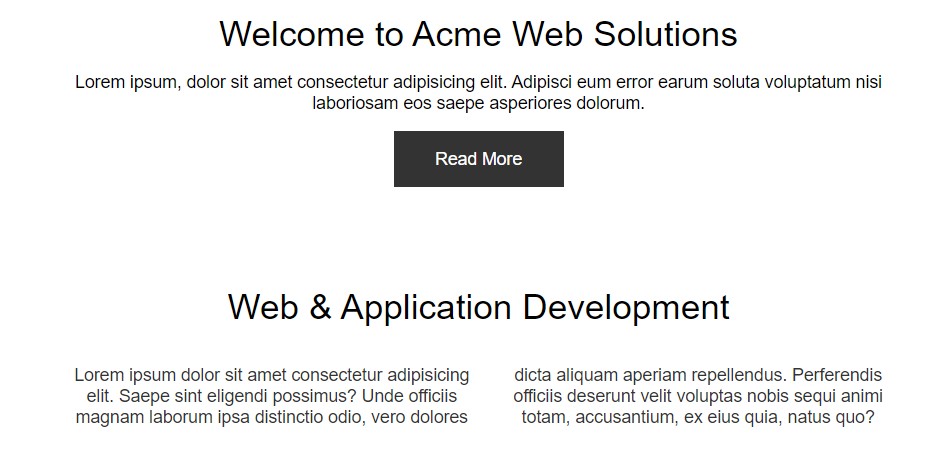 Welcome to Acme Web Solutions
Lorem ipsum, dolor sit amet consectetur adipisicing elit. Adipisci eum error earum soluta voluptatum nisi
laboriosam eos saepe asperiores dolorum.
Read More
Web & Application Development
Lorem ipsum dolor sit amet consectetur adipisicing
elit. Saepe sint eligendi possimus? Unde officiis
magnam laborum ipsa distinctio odio, vero dolores
dicta aliquam aperiam repellendus. Perferendis
officiis deserunt velit voluptas nobis sequi animi
totam, accusantium, ex eius quia, natus quo?